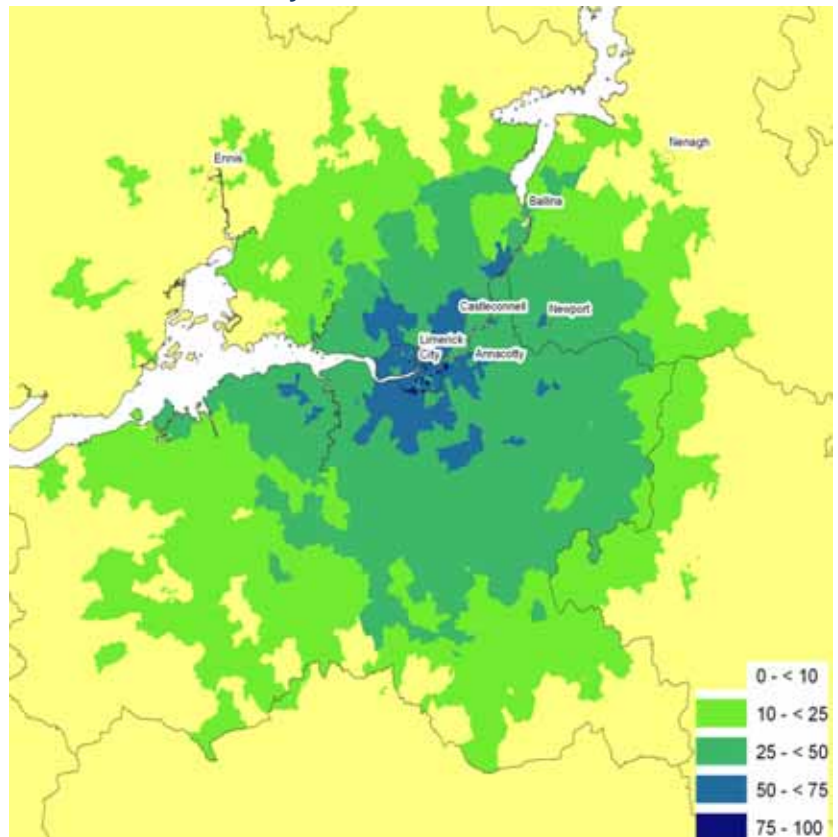 Nenagh
Ennis
Ballina
Castleconnell
Newport
Limerick
City
Annacotty
0 - < 10
10 - < 25
25 - < 50
50 - < 75
75 - 100